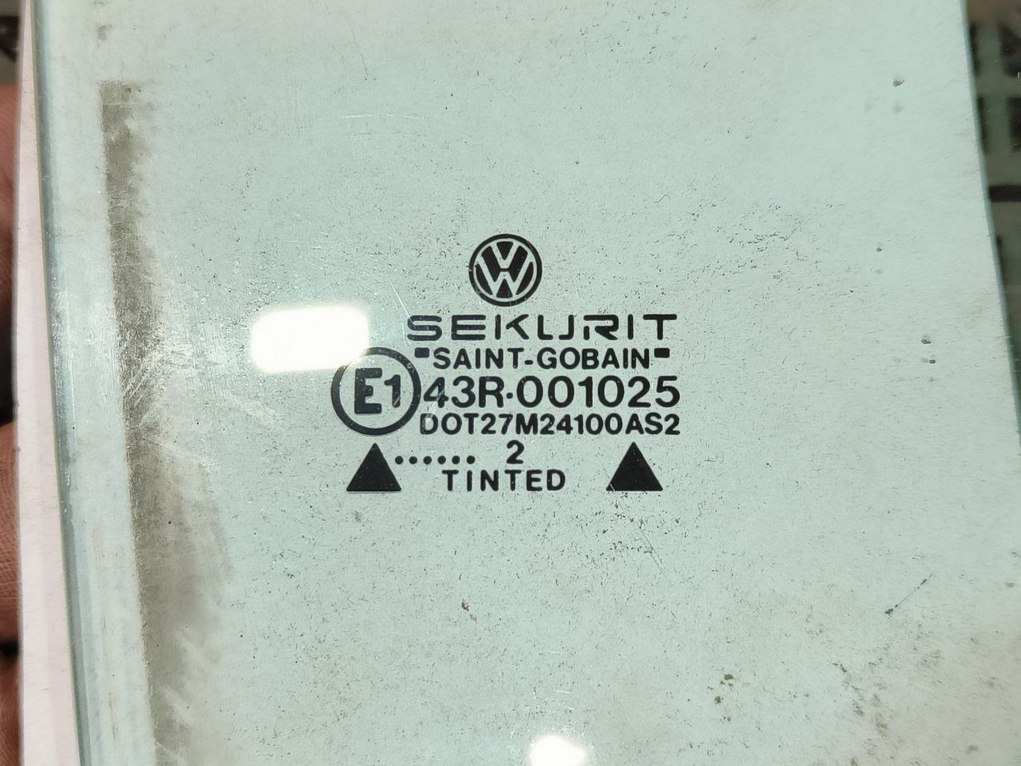 SEKURIT
"SAINT-GOBAIN"
E1 43R·001025
DOT27M24100AS2
...... 2
TINTED